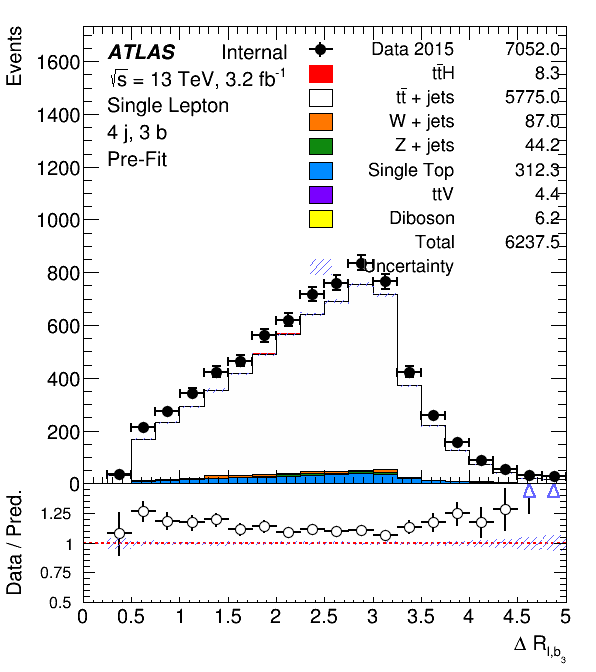 Events
1600
1400
1200
1000
800
600
400
200
0
ATLAS Internal
√s = 13 TeV, 3.2 fb-1
Single Lepton
4 j, 3 b
Pre-Fit
Data 2015 7052.0
tt̄H 8.3
tt̄ + jets 5775.0
W + jets 87.0
Z + jets 44.2
Single Top 312.3
ttV 4.4
Diboson 6.2
Total 6237.5
Uncertainty
Data / Pred.
1.25
1
0.75
0.5
0 0.5 1 1.5 2 2.5 3 3.5 4 4.5 5
Δ Rl,b3